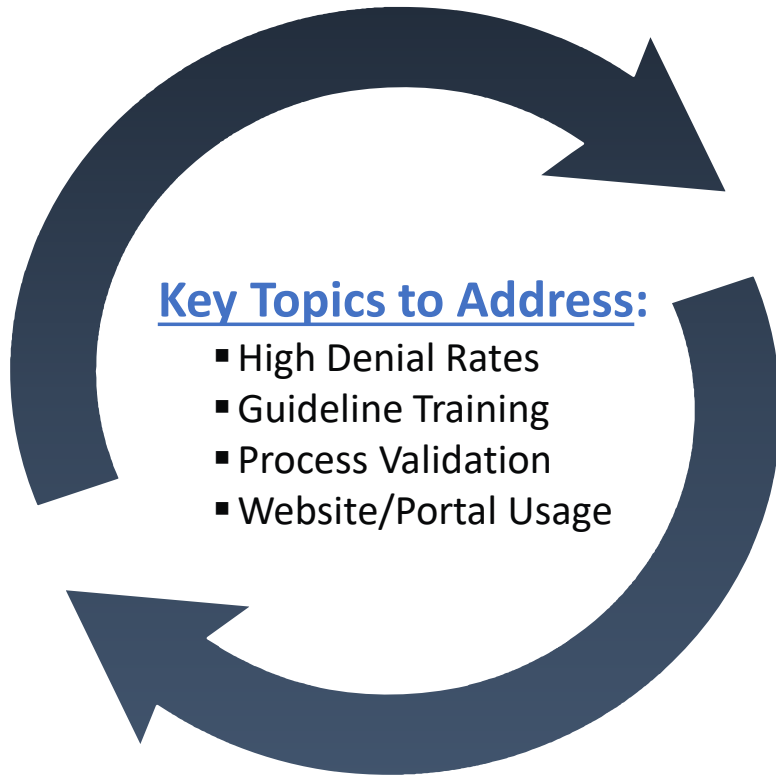 Key Topics to Address:
▪ High Denial Rates
▪ Guideline Training
▪ Process Validation
▪ Website/Portal Usage